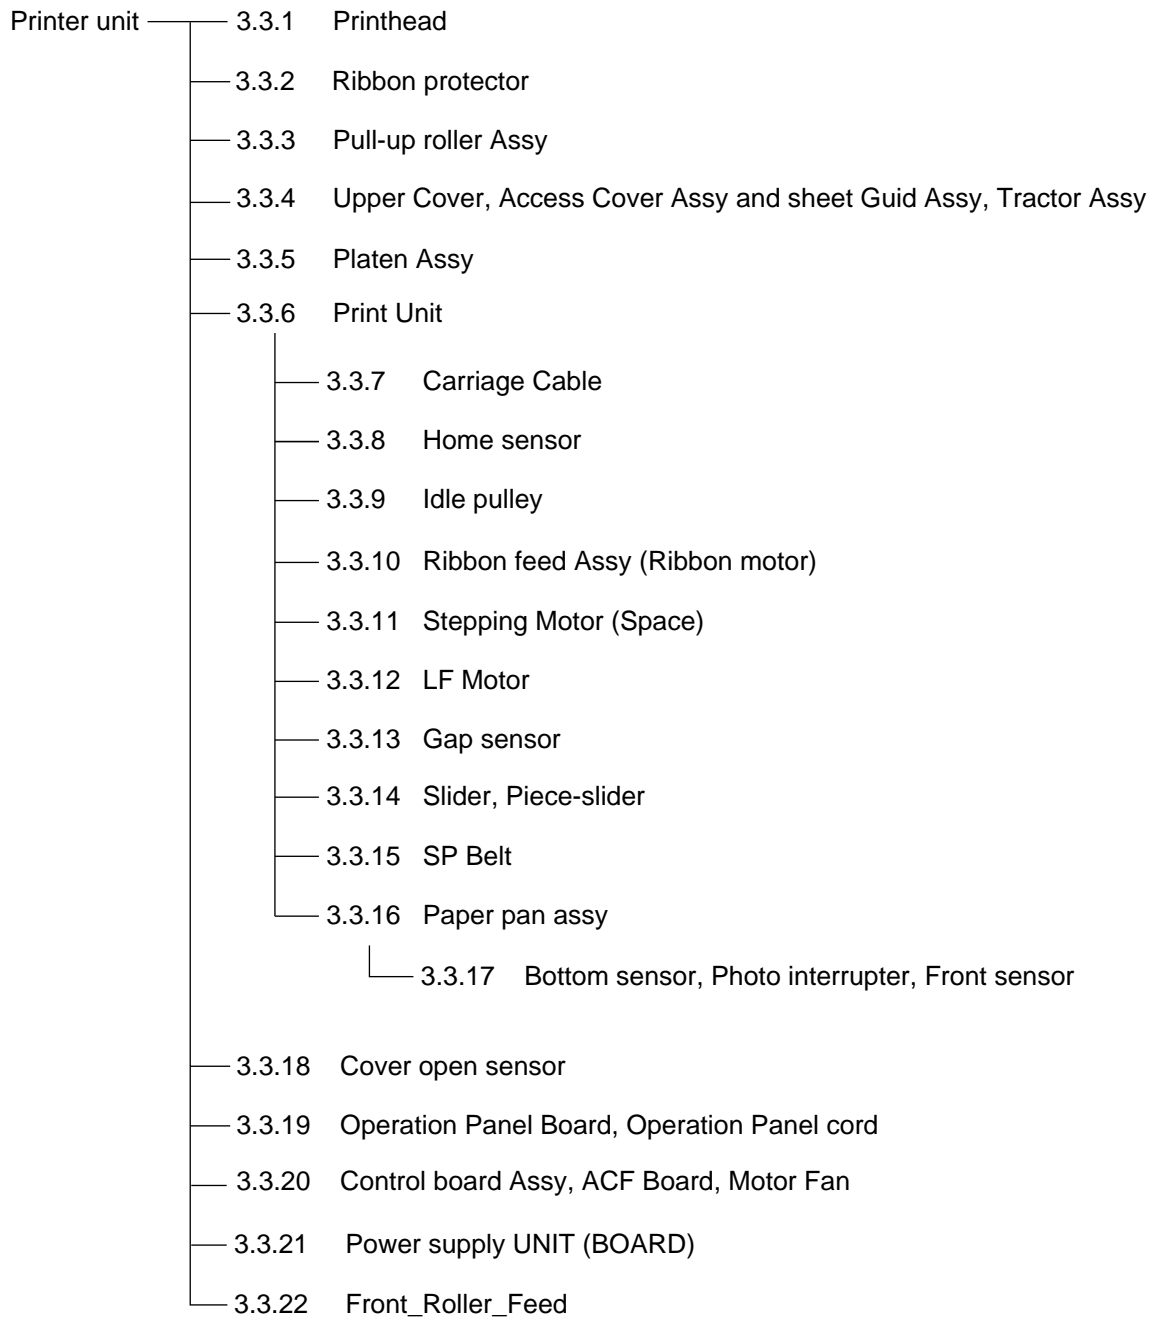 Printer unit 3.3.1 Printhead
3.3.2 Ribbon protector
3.3.3 Pull-up roller Assy
3.3.4 Upper Cover, Access Cover Assy and sheet Guid Assy, Tractor Assy
3.3.5 Platen Assy
3.3.6 Print Unit
3.3.7 Carriage Cable
3.3.8 Home sensor
3.3.9 Idle pulley
3.3.10 Ribbon feed Assy (Ribbon motor)
3.3.11 Stepping Motor (Space)
3.3.12 LF Motor
3.3.13 Gap sensor
3.3.14 Slider, Piece-slider
3.3.15 SP Belt
3.3.16 Paper pan assy
3.3.17 Bottom sensor, Photo interrupter, Front sensor
3.3.18 Cover open sensor
3.3.19 Operation Panel Board, Operation Panel cord
3.3.20 Control board Assy, ACF Board, Motor Fan
3.3.21 Power supply UNIT (BOARD)
3.3.22 Front_Roller_Feed